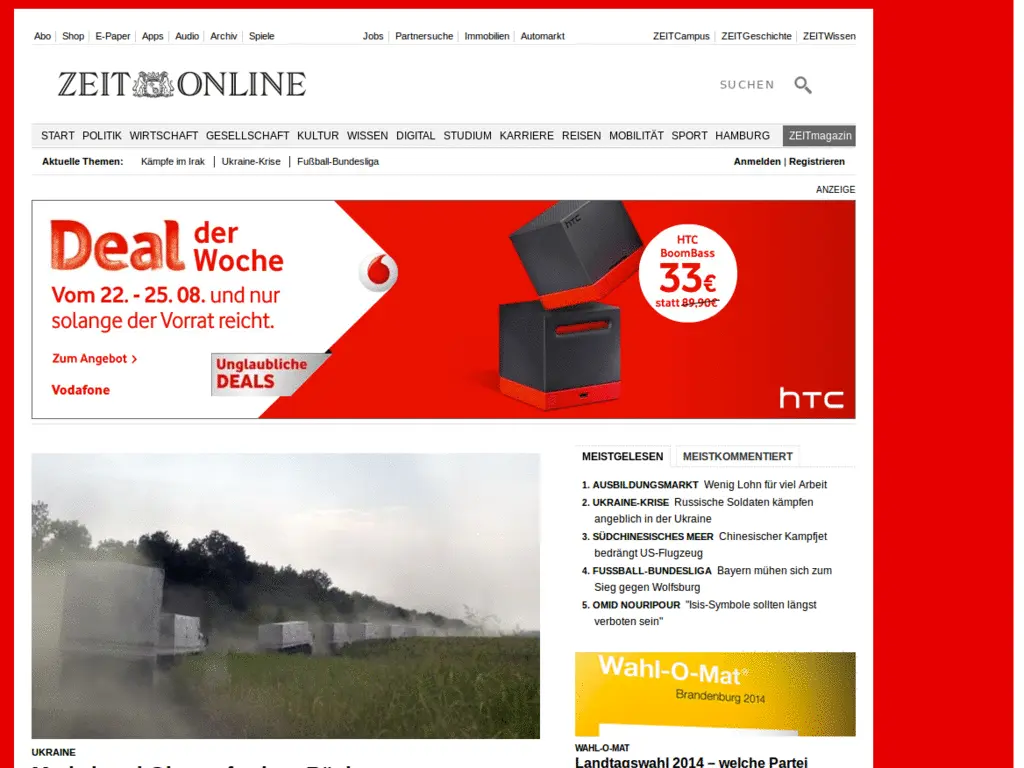 Abo Shop E-Paper Apps Audio Archiv Spiele Jobs Partnersuche Immobilien Automarkt ZEITCampus ZEITGeschichte ZEITWissen
ZEIT ONLINE
SUCHEN
START POLITIK WIRTSCHAFT GESELLSCHAFT KULTUR WISSEN DIGITAL STUDIUM KARRIERE REISEN MOBILITÄT SPORT HAMBURG ZEITmagazin
Aktuelle Themen: Kämpfe im Irak | Ukraine-Krise | Fußball-Bundesliga Anmelden | Registrieren
ANZEIGE
Deal der Woche
Vom 22. - 25. 08. und nur
solange der Vorrat reicht.
Zum Angebot >
Vodafone
Unglaubliche
DEALS
hTC
HTC
BoomBass
33€
statt 89,90€
hTC
MEISTGELESEN MEISTKOMMENTIERT
1. AUSBILDUNGSMARKT Wenig Lohn für viel Arbeit
2. UKRAINE-KRISE Russische Soldaten kämpfen
angeblich in der Ukraine
3. SÜDCHINESISCHES MEER Chinesischer Kampfjet
bedrängt US-Flugzeug
4. FUSSBALL-BUNDESLIGA Bayern mühen sich zum
Sieg gegen Wolfsburg
5. OMID NOURIPOUR "Isis-Symbole sollten längst
verboten sein"
Wahl-O-Mat®
Brandenburg 2014
UKRAINE
WAHL-O-MAT
Landtagswahl 2014 – welche Partei